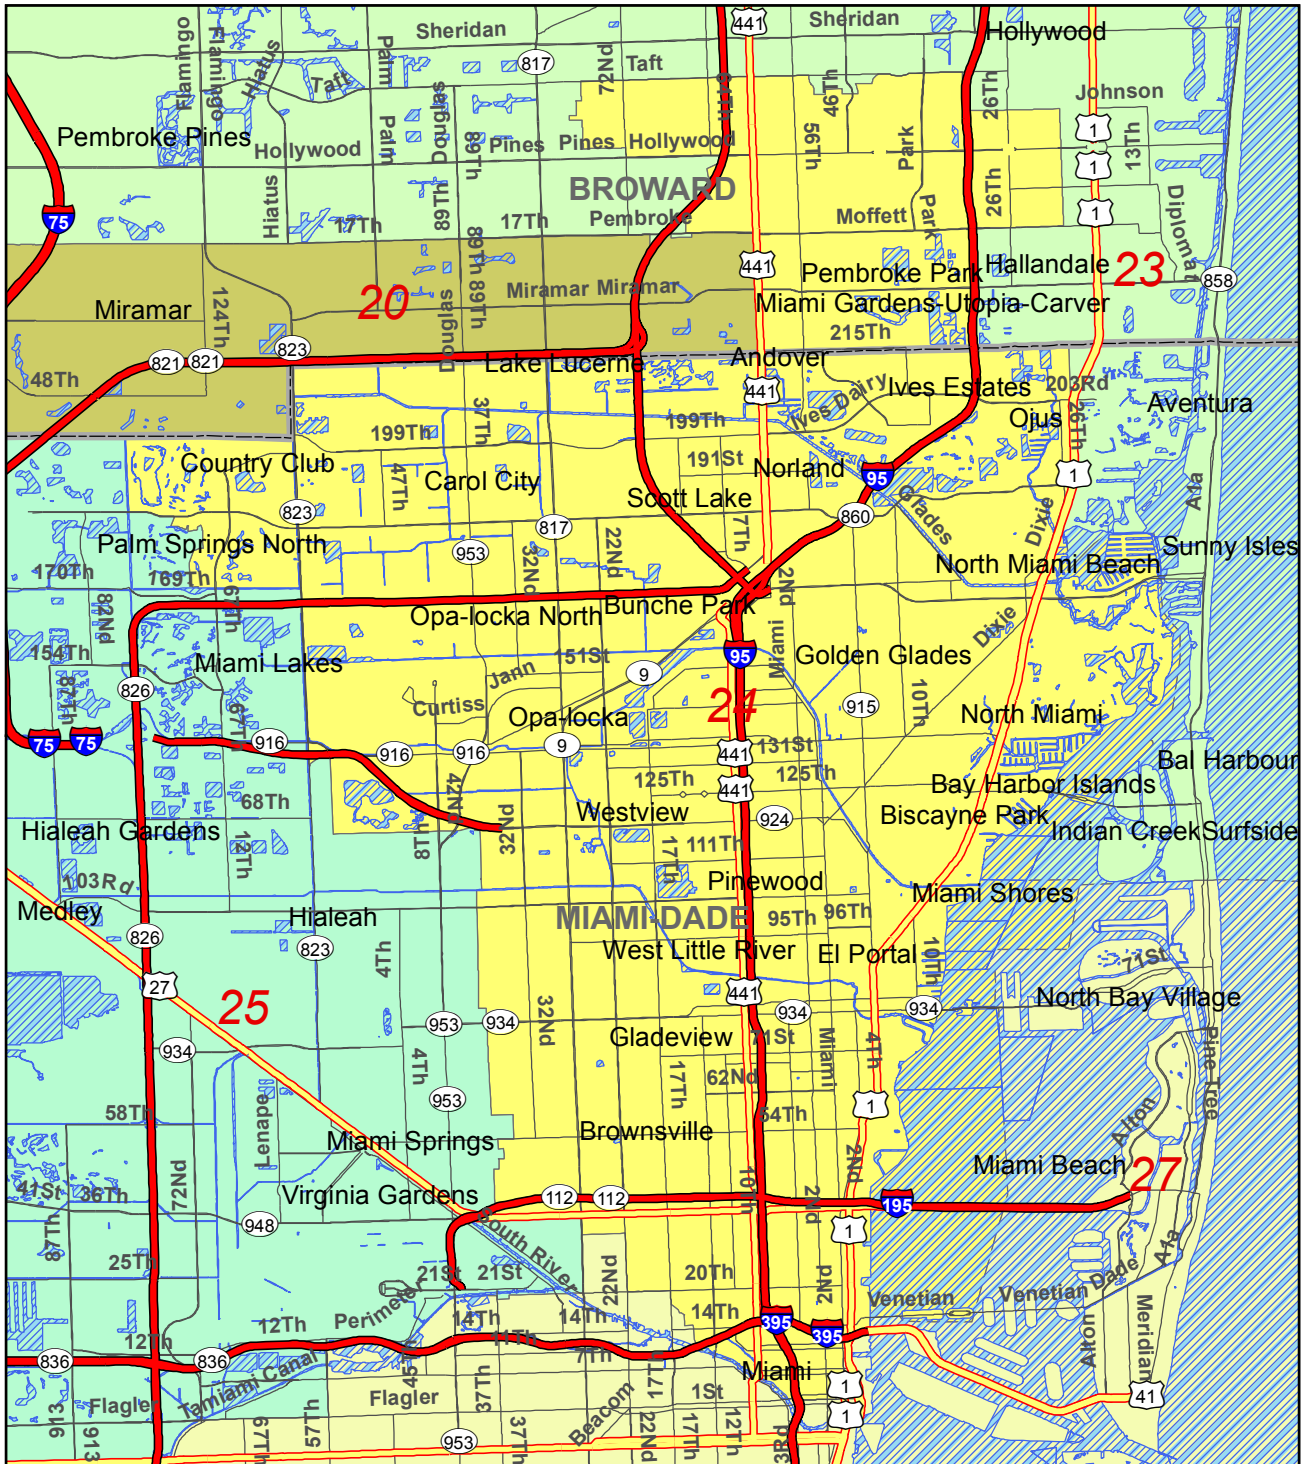 Sheridan
441
Sheridan
Hollywood
Flamingo
Flamingo
Hiatus
Palm
817
72Nd
Taft
Taft
46Th
26Th
Johnson
1
Pembroke Pines
Hollywood
Palm
Douglas
89Th
Pines
Pines
Hollywood
56Th
Park
13Th
1
BROWARD
75
Hiatus
17Th
89Th
17Th
Pembroke
Moffett
Park
26Th
1
Diplomat
89Th
441
Pembroke Park
Hallandale
23
858
Miramar
124Th
20
89Th
Miramar
Miramar
Miami Gardens-Utopia-Carver
Douglas
215Th
821
821
823
Lake Lucerne
Andover
48Th
441
Ives Dairy
Ives Estates
203Rd
26Th
Aventura
Ojus
199Th
37Th
199Th
Country Club
47Th
Carol City
191St
Norland
95
1
A1a
Scott Lake
823
817
860
Glades
Dixie
7Th
Palm Springs North
953
32Nd
22Nd
Sunny Isles
170Th
169Th
67Th
2Nd
North Miami Beach
82Nd
Opa-locka North
Bunche Park
Dixie
154Th
Miami Lakes
151St
95
Miami
Golden Glades
87Th
826
67Th
Jann
9
10Th
Curtiss
Opa-locka
24
915
North Miami
75
75
916
916
916
9
441
131St
Bal Harbour
125Th
441
125Th
Bay Harbor Islands
68Th
42Nd
Westview
924
Biscayne Park
Indian Creek
Surfside
Hialeah Gardens
12Th
8Th
32Nd
17Th
111Th
103Rd
Pinewood
Miami Shores
Medley
Hialeah
MIAMI-DADE
95Th
96Th
826
823
4Th
West Little River
El Portal
10Th
71St
27
25
441
North Bay Village
32Nd
934
934
953
934
Gladeview
71St
Miami
4Th
Pine Tree
934
4Th
17Th
62Nd
58Th
953
54Th
1
Lenape
Miami Springs
Brownsville
Alton
2Nd
Miami Beach
27
41St
36Th
72Nd
Virginia Gardens
112
112
10Th
2Nd
195
87Th
948
South River
1
A1a
25Th
21St
21St
22Nd
20Th
2Nd
Venetian
Venetian
Dade
Perimeter
12Th
12Th
14Th
14Th
14Th
395
395
Alton
Meridian
11Th
7Th
836
836
Tamiami Canal
45Th
17Th
Miami
Flagler
Flagler
37Th
1St
1
41
913
913
57Th
57Th
953
37Th
Beacom
22Nd
17Th
12Th
3Rd
1